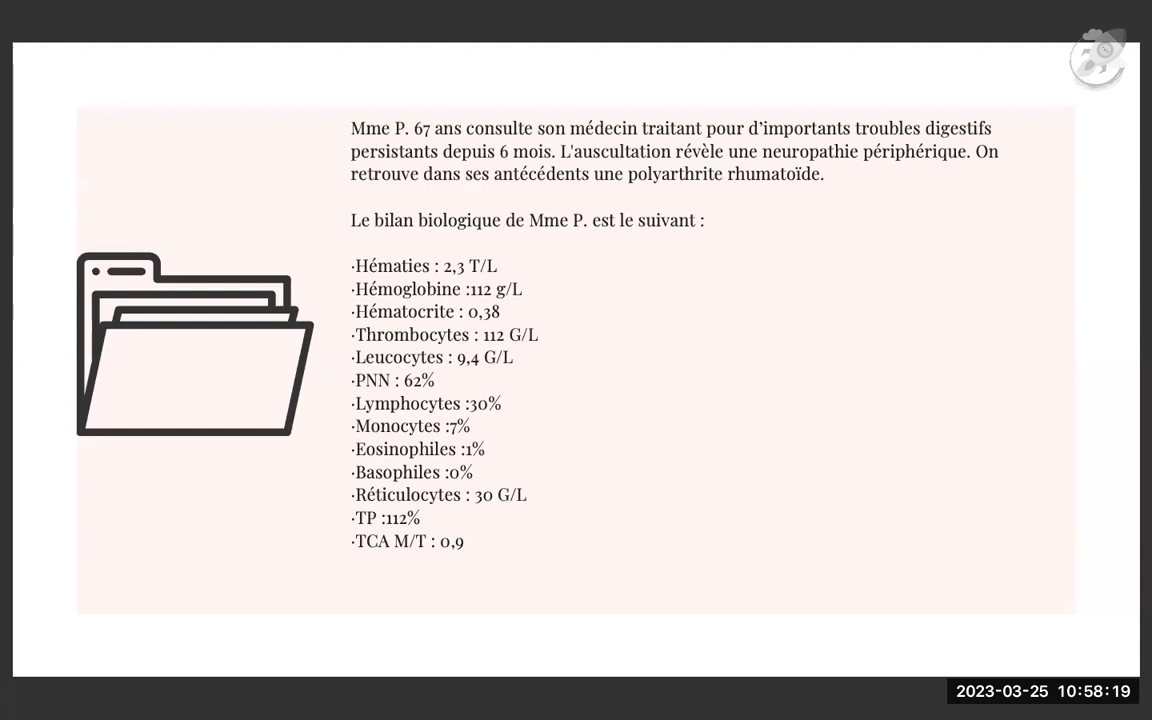 Mme P. 67 ans consulte son médecin traitant pour d’importants troubles digestifs
persistants depuis 6 mois. L'auscultation révèle une neuropathie périphérique. On
retrouve dans ses antécédents une polyarthrite rhumatoïde.
Le bilan biologique de Mme P. est le suivant :
·Hématies : 2,3 T/L
·Hémoglobine :112 g/L
·Hématocrite : 0,38
·Thrombocytes : 112 G/L
·Leucocytes : 9,4 G/L
·PNN : 62%
·Lymphocytes :30%
·Monocytes :7%
·Eosinophiles :1%
·Basophiles :0%
·Réticulocytes : 30 G/L
·TP :112%
·TCA M/T : 0,9
2023-03-25 10:58:19